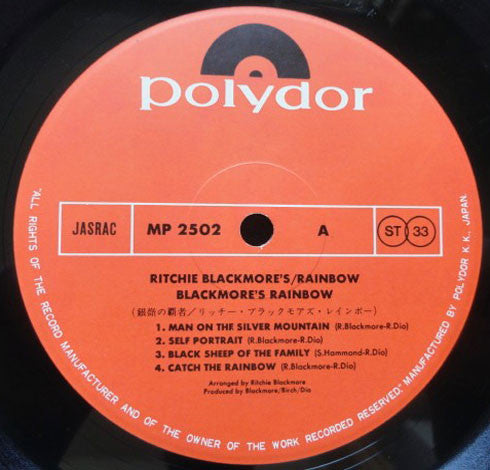 polydor
JASRAC
MP 2502
A
ST 33
RITCHIE BLACKMORE'S/RAINBOW
BLACKMORE'S RAINBOW
(銀嶺の覇者/リッチー・ブラックモアズ・レインボー)
1. MAN ON THE SILVER MOUNTAIN (R.Blackmore-R.Dio)
2. SELF PORTRAIT (R.Blackmore-R.Dio)
3. BLACK SHEEP OF THE FAMILY (S.Hammond-R.Dio)
4. CATCH THE RAINBOW (R.Blackmore-R.Dio)
Arranged by Ritchie Blackmore
Produced by Blackmore/Birch/Dio
"ALL RIGHTS OF THE RECORD MANUFACTURER AND OF THE OWNER OF THE WORK RECORDED RESERVED." MANUFACTURED BY POLYDOR K.K., JAPAN.